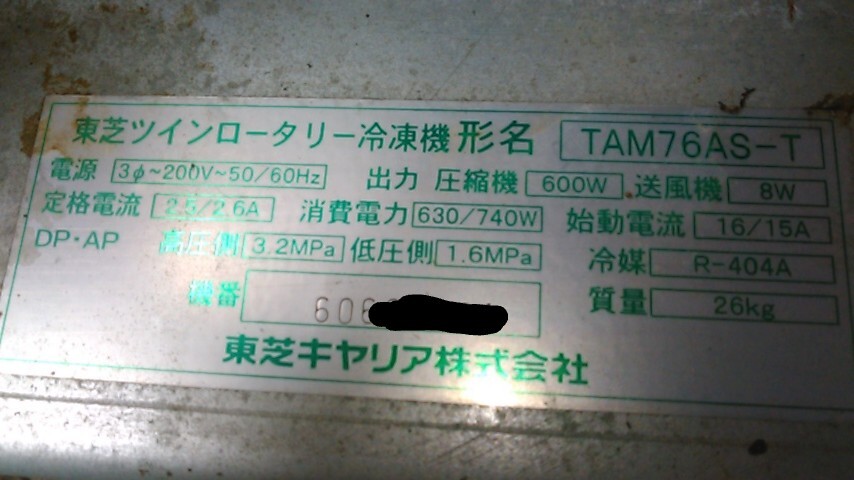 東芝ツインロータリー冷凍機 形名 TAM76AS-T
電源 3φ~200V~50/60Hz 出力 圧縮機 600W 送風機 8W
定格電流 2.5/2.6A 消費電力 630/740W 始動電流 16/15A
DP・AP 高圧側 3.2MPa 低圧側 1.6MPa 冷媒 R-404A
機番 606 質量 26kg
東芝キヤリア株式会社